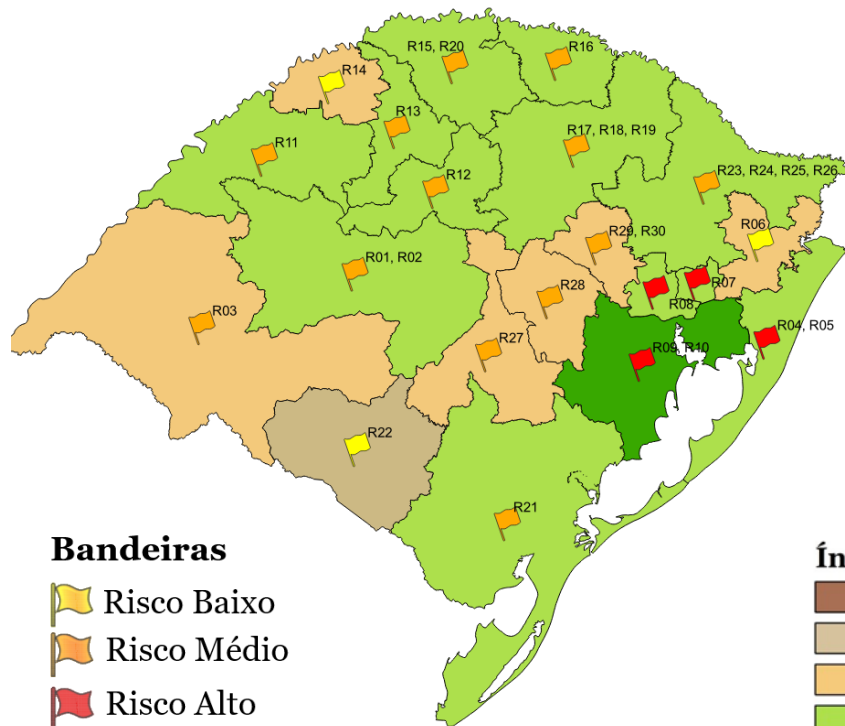 R15, R20
R16
R14
R13
R17, R18, R19
R11
R12
R23, R24, R25, R26
R06
R29, R30
R01, R02
R07
R28
R08
R03
R04, R05
R27
R09, R10
R22
R21
Bandeiras
Risco Baixo
Risco Médio
Risco Alto